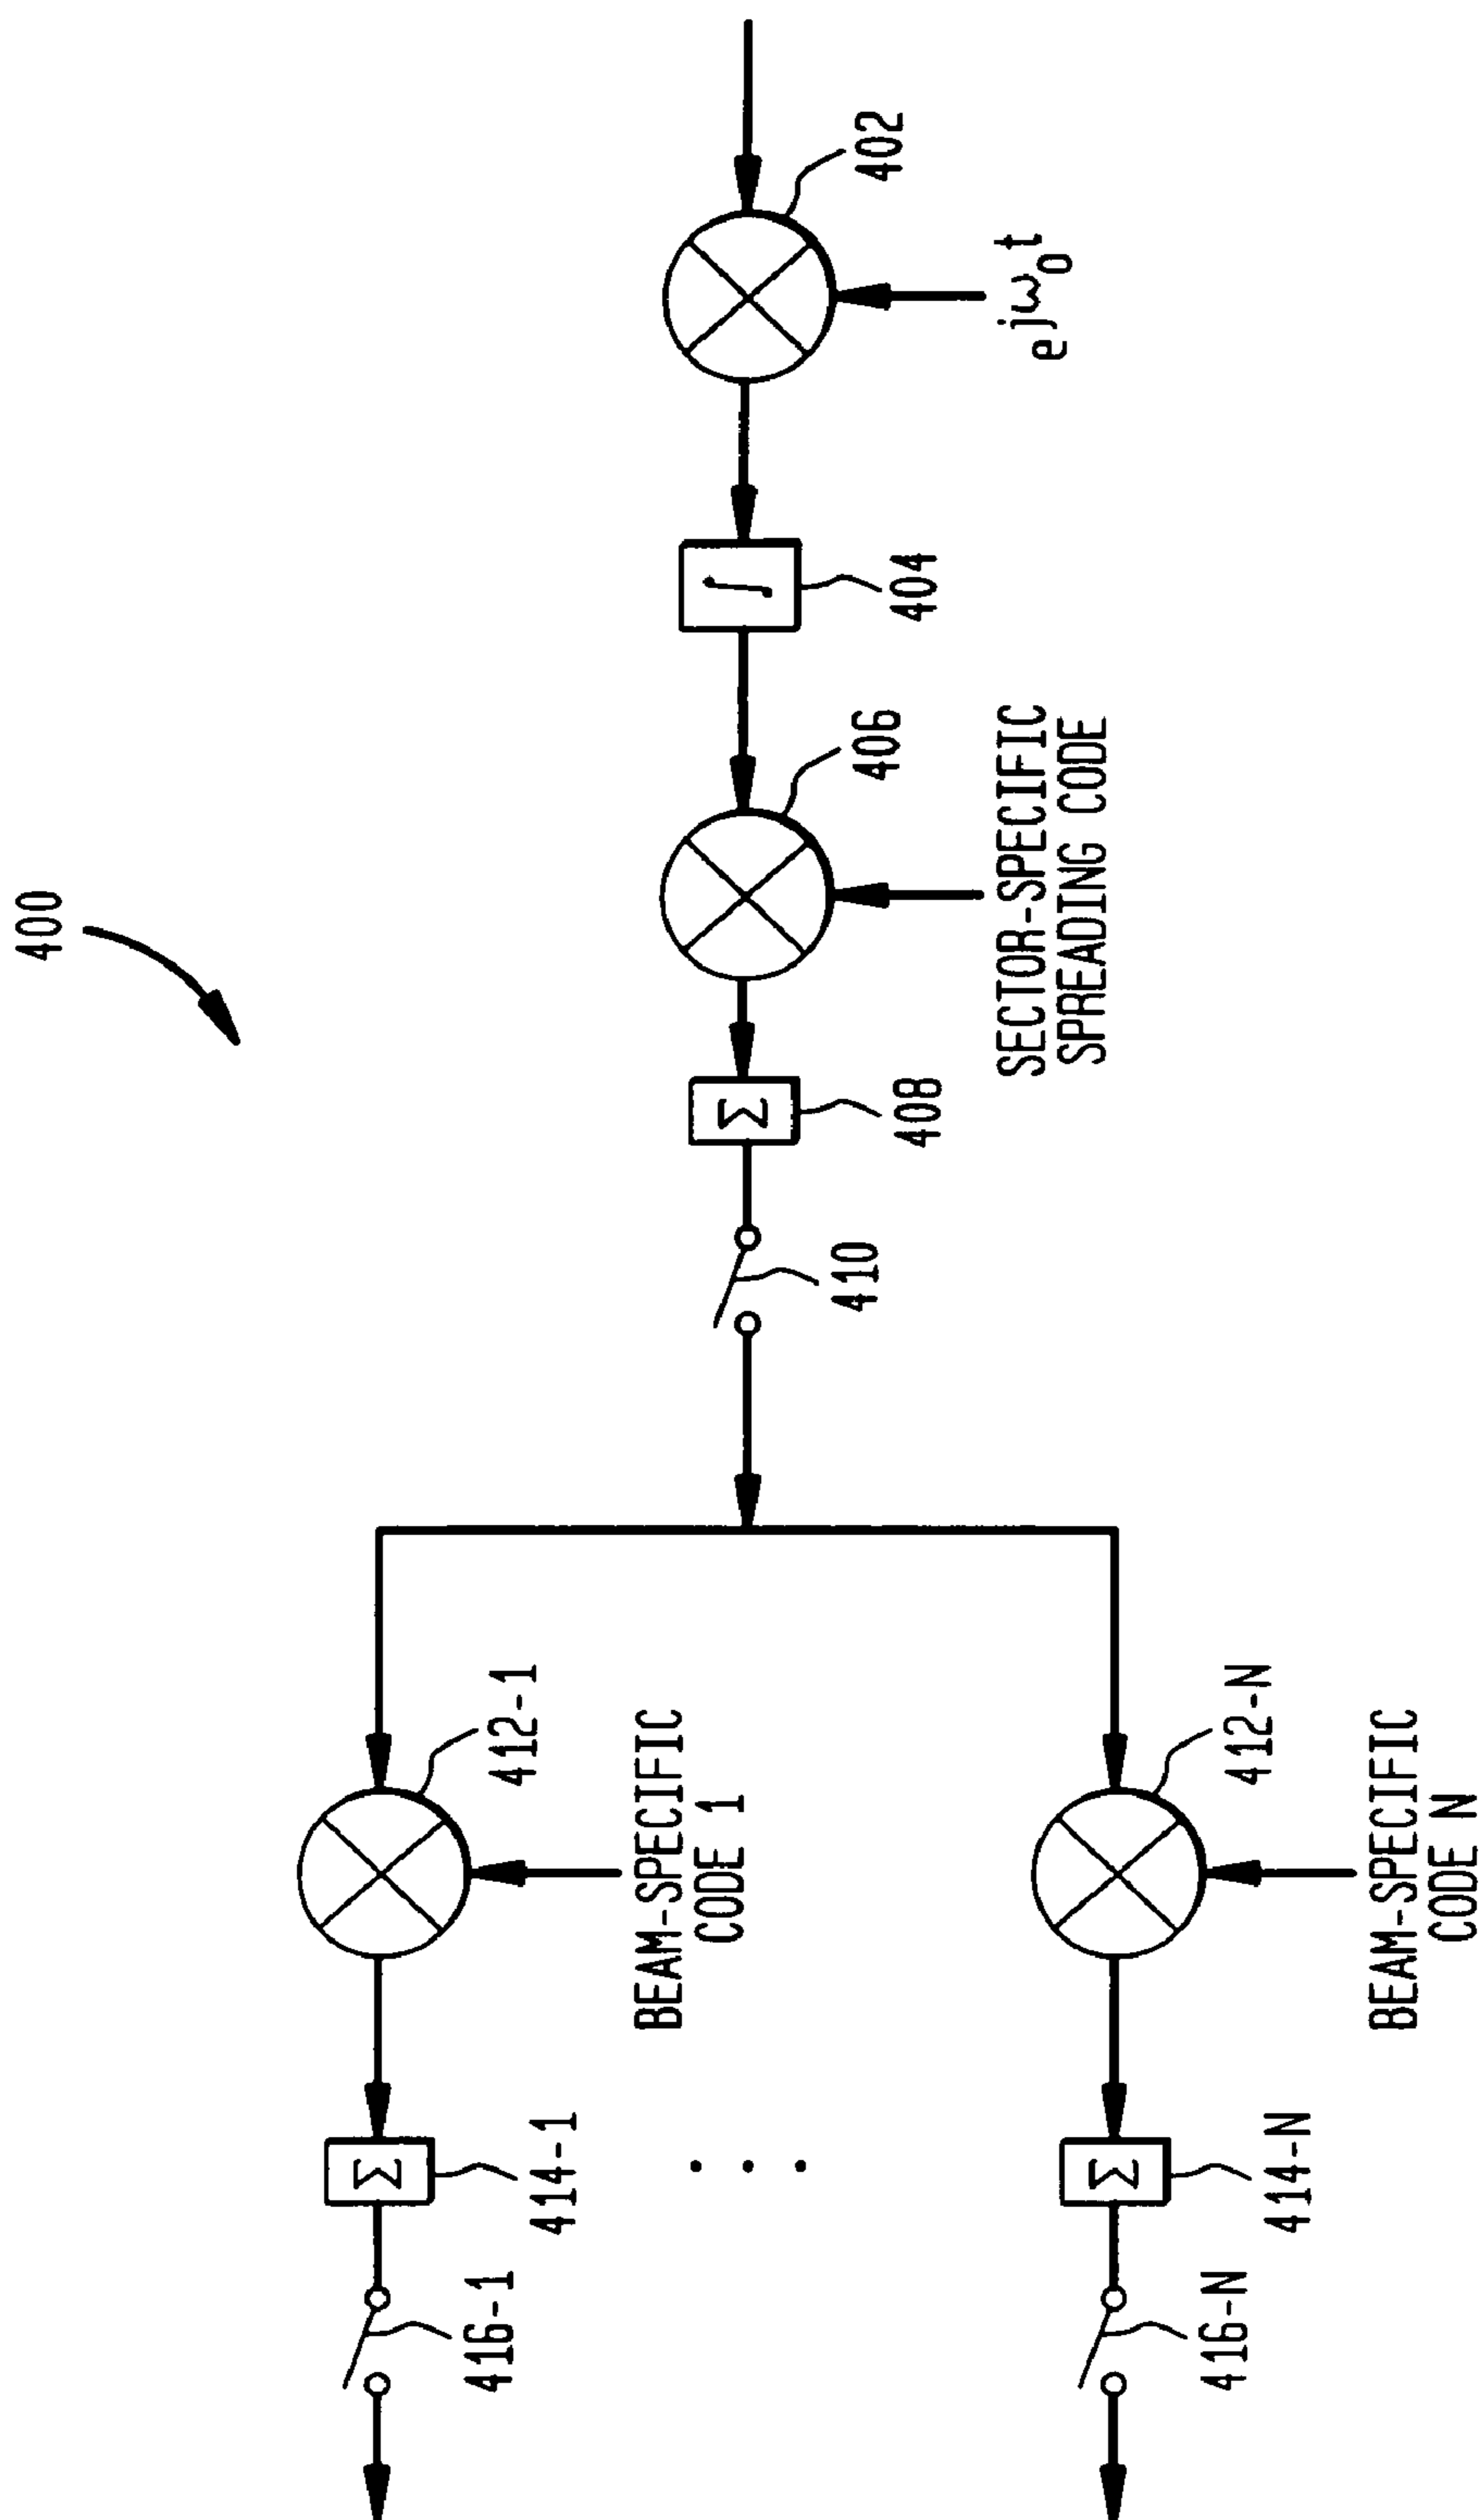 400
402
e^jω₀t
∫
404
406
SECTOR-SPECIFIC
SPREADING CODE
Σ
408
410
412-1
BEAM-SPECIFIC
CODE 1
Σ
414-1
416-1
. . .
412-N
BEAM-SPECIFIC
CODE N
Σ
414-N
416-N